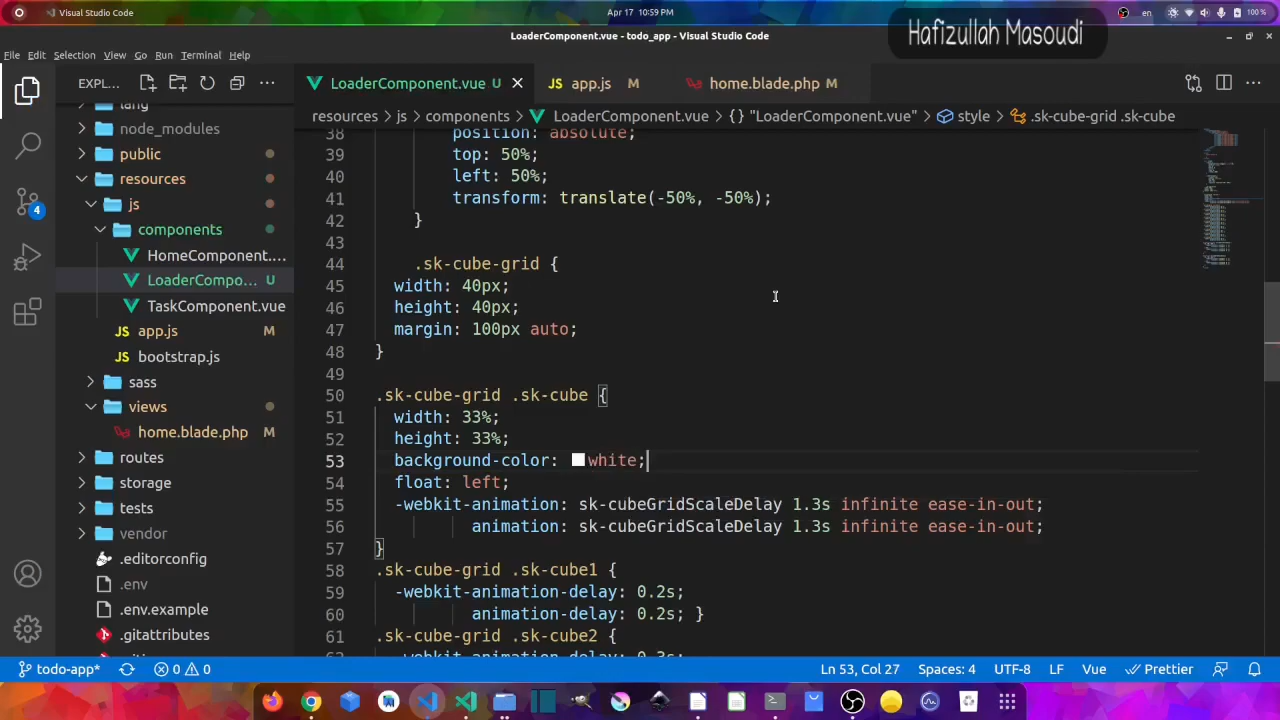 Visual Studio Code
Apr 17 10:59 PM
en
100 %
Hafizullah Masoudi
LoaderComponent.vue - todo_app - Visual Studio Code
File Edit Selection View Go Run Terminal Help
EXPL...
LoaderComponent.vue U
app.js M
home.blade.php M
resources > js > components > LoaderComponent.vue > {} "LoaderComponent.vue" > style > .sk-cube-grid .sk-cube
lang
node_modules
public
resources
js
components
HomeComponent....
LoaderCompo... U
TaskComponent.vue
app.js M
bootstrap.js
sass
views
home.blade.php M
routes
storage
tests
vendor
.editorconfig
.env
.env.example
.gitattributes
4
38 position: absolute;
39 top: 50%;
40 left: 50%;
41 transform: translate(-50%, -50%);
42 }
43
44 .sk-cube-grid {
45 width: 40px;
46 height: 40px;
47 margin: 100px auto;
48 }
49
50 .sk-cube-grid .sk-cube {
51 width: 33%;
52 height: 33%;
53 background-color: white;
54 float: left;
55 -webkit-animation: sk-cubeGridScaleDelay 1.3s infinite ease-in-out;
56 animation: sk-cubeGridScaleDelay 1.3s infinite ease-in-out;
57 }
58 .sk-cube-grid .sk-cube1 {
59 -webkit-animation-delay: 0.2s;
60 animation-delay: 0.2s; }
61 .sk-cube-grid .sk-cube2 {
62 -webkit-animation-delay: 0.3s;
todo-app* 0 0 Ln 53, Col 27 Spaces: 4 UTF-8 LF Vue Prettier